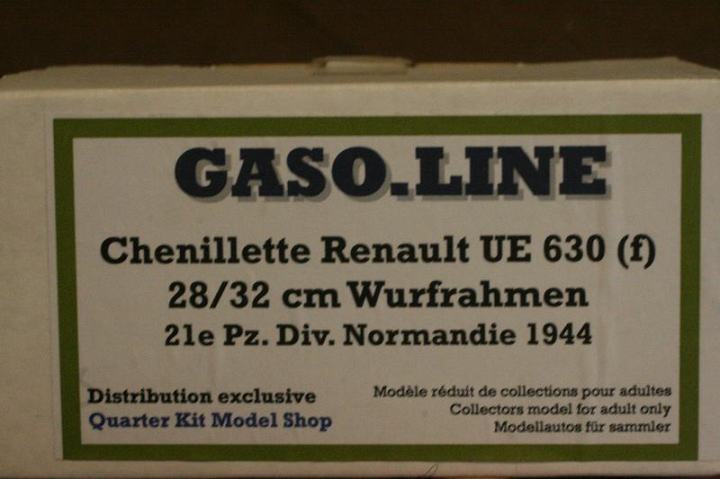 GASO.LINE
Chenillette Renault UE 630 (f)
28/32 cm Wurfrahmen
21e Pz. Div. Normandie 1944
Distribution exclusive
Quarter Kit Model Shop
Modèle réduit de collections pour adultes
Collectors model for adult only
Modellautos für sammler